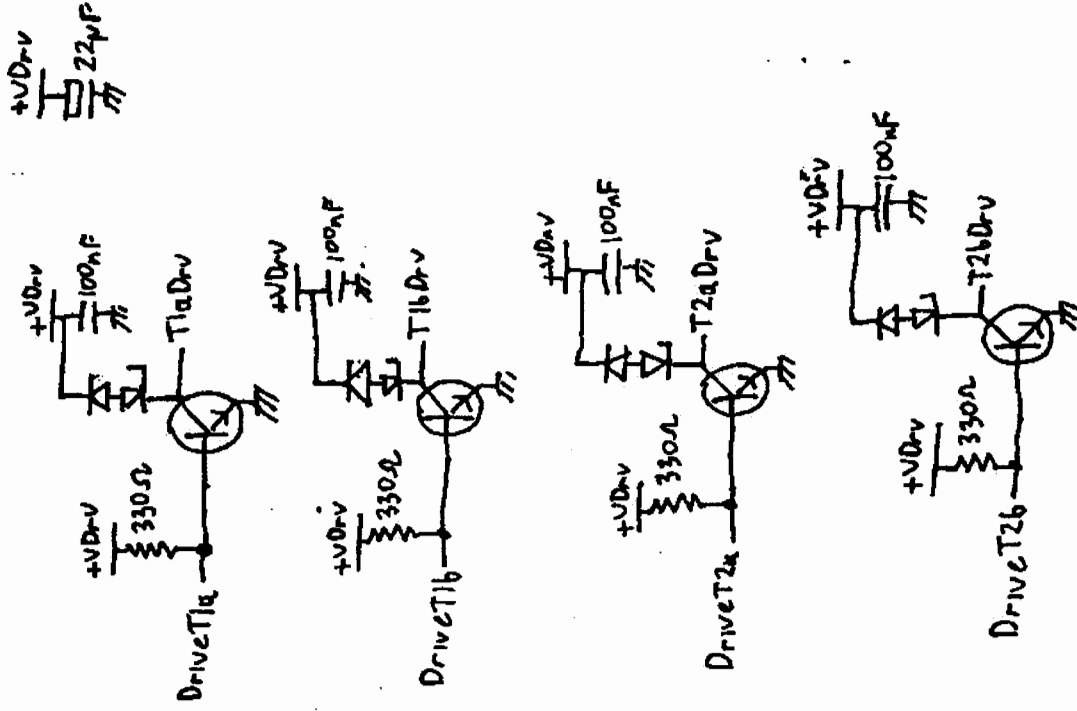 +VDrv
22µF
+VDrv
100nF
+VDrv
330Ω
T1aDrv
DriveT1a
+VDrv
100nF
+VDrv
330Ω
T1bDrv
DriveT1b
+VDrv
100nF
+VDrv
330Ω
T2aDrv
DriveT2a
+VDrv
100nF
+VDrv
330Ω
T2bDrv
DriveT2b